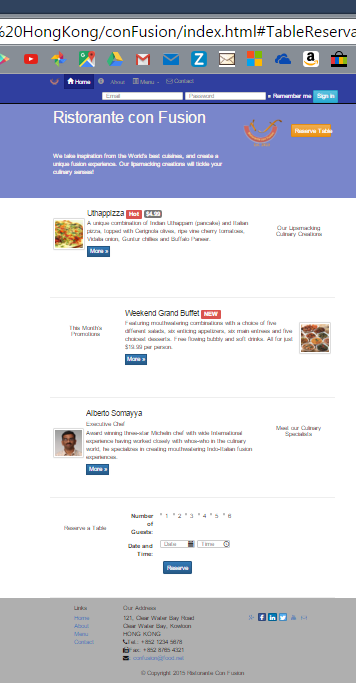 %20HongKong/conFusion/index.html#TableReserva
Home About Menu Contact
Email Password Remember me Sign in
Ristorante con Fusion
Reserve Table
We take inspiration from the World's best cuisines, and create a
unique fusion experience. Our lipsmacking creations will tickle your
culinary senses!
Uthappizza Hot $4.99
A unique combination of Indian Uthappam (pancake) and Italian
pizza, topped with Cerignola olives, ripe vine cherry tomatoes,
Vidalia onion, Guntur chillies and Buffalo Paneer.
More »
Our Lipsmacking
Culinary Creations
This Month's
Promotions
Weekend Grand Buffet NEW
Featuring mouthwatering combinations with a choice of five
different salads, six enticing appetizers, six main entrees and five
choicest desserts. Free flowing bubbly and soft drinks. All for just
$19.99 per person.
More »
Alberto Somayya
Executive Chef
Award winning three-star Michelin chef with wide International
experience having worked closely with whos-who in the culinary
world, he specializes in creating mouthwatering Indo-Italian fusion
experiences.
More »
Meet our Culinary
Specialists
Reserve a Table
Number
of
Guests:
1 2 3 4 5 6
Date and
Time:
Date Time
Reserve
Links
Home
About
Menu
Contact
Our Address
121, Clear Water Bay Road
Clear Water Bay, Kowloon
HONG KONG
Tel.: +852 1234 5678
Fax: +852 8765 4321
confusion@food.net
© Copyright 2015 Ristorante Con Fusion